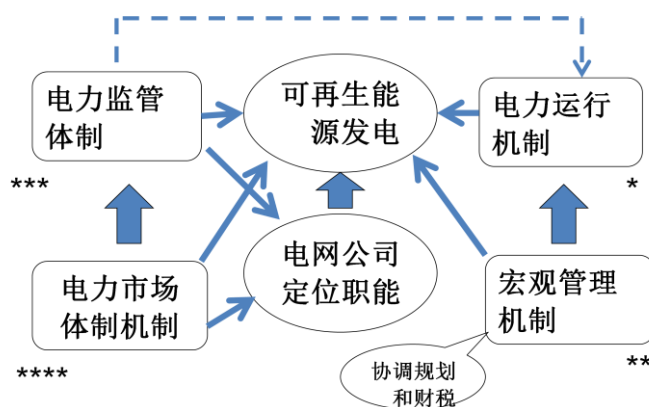 电力监管
体制
***
可再生能
源发电
电力运行
机制
*
电力市场
体制机制
****
电网公司
定位职能
宏观管理
机制
**
协调规划
和财税